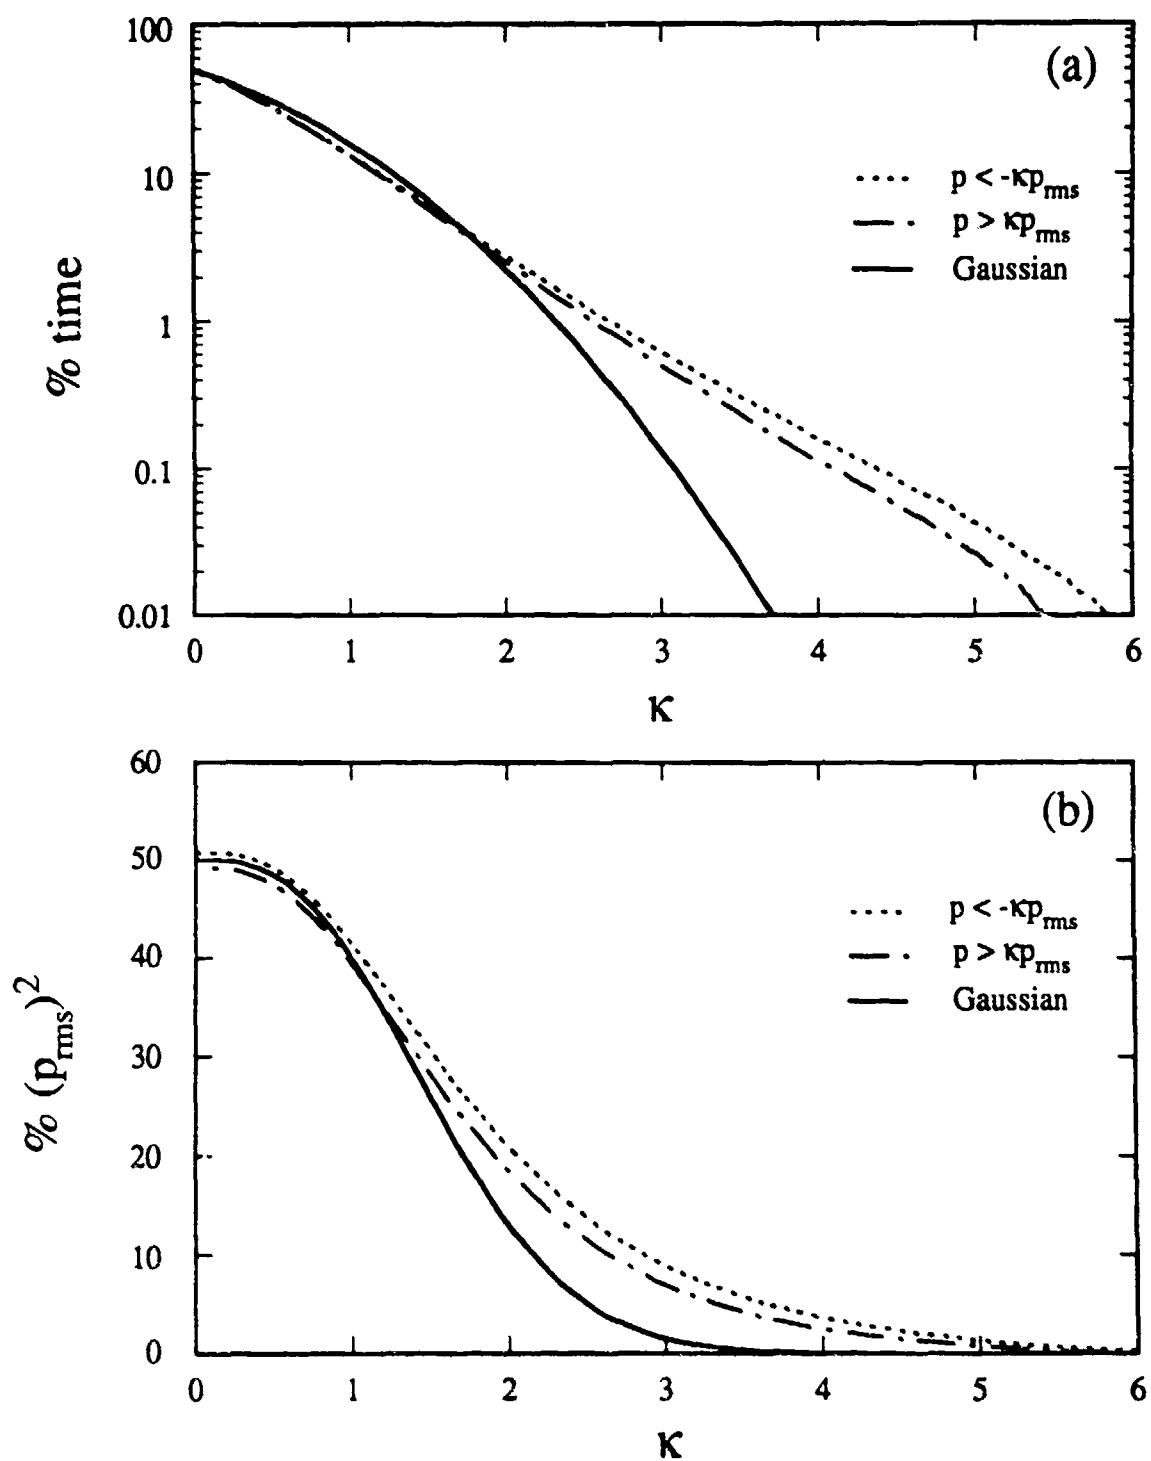 100
(a)
10
p < -κp_rms
p > κp_rms
Gaussian
% time
1
0.1
0.01
0 1 2 3 4 5 6
κ
60
(b)
50
p < -κp_rms
40
p > κp_rms
Gaussian
% (p_rms)^2
30
20
10
0
0 1 2 3 4 5 6
κ